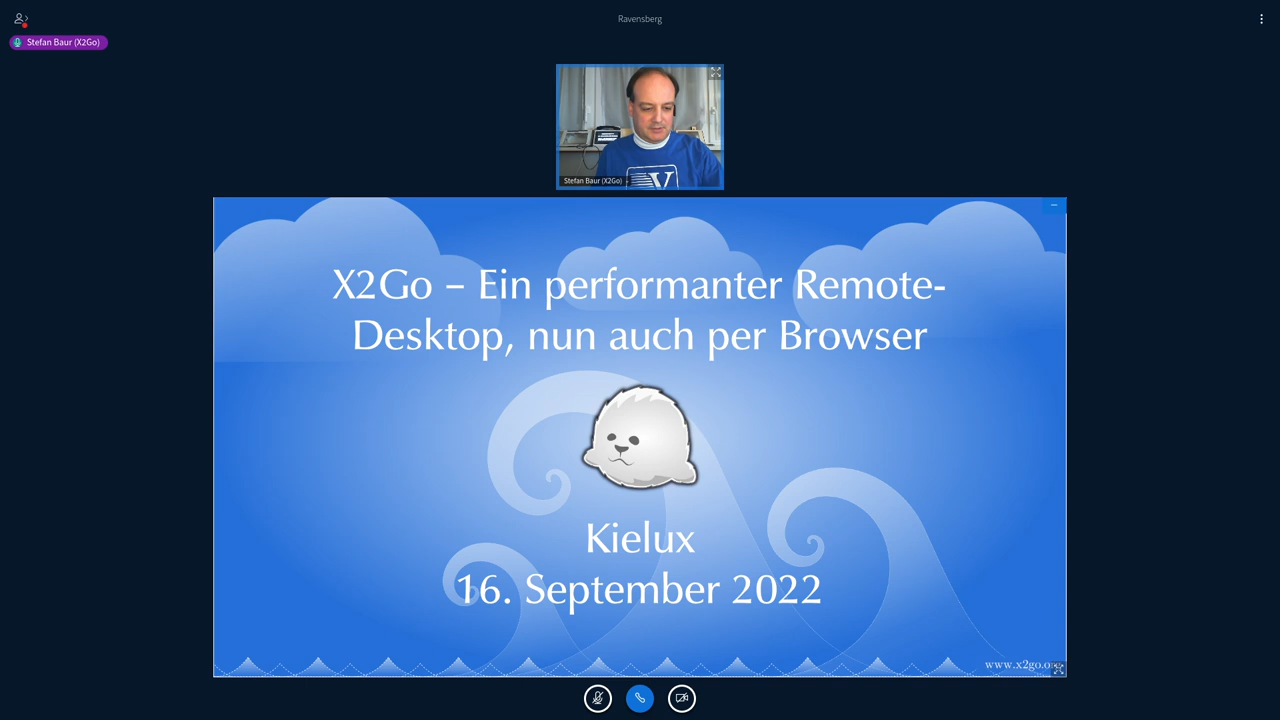 Ravensberg
Stefan Baur (X2Go)
Stefan Baur (X2Go)
X2Go – Ein performanter Remote-
Desktop, nun auch per Browser
Kielux
16. September 2022